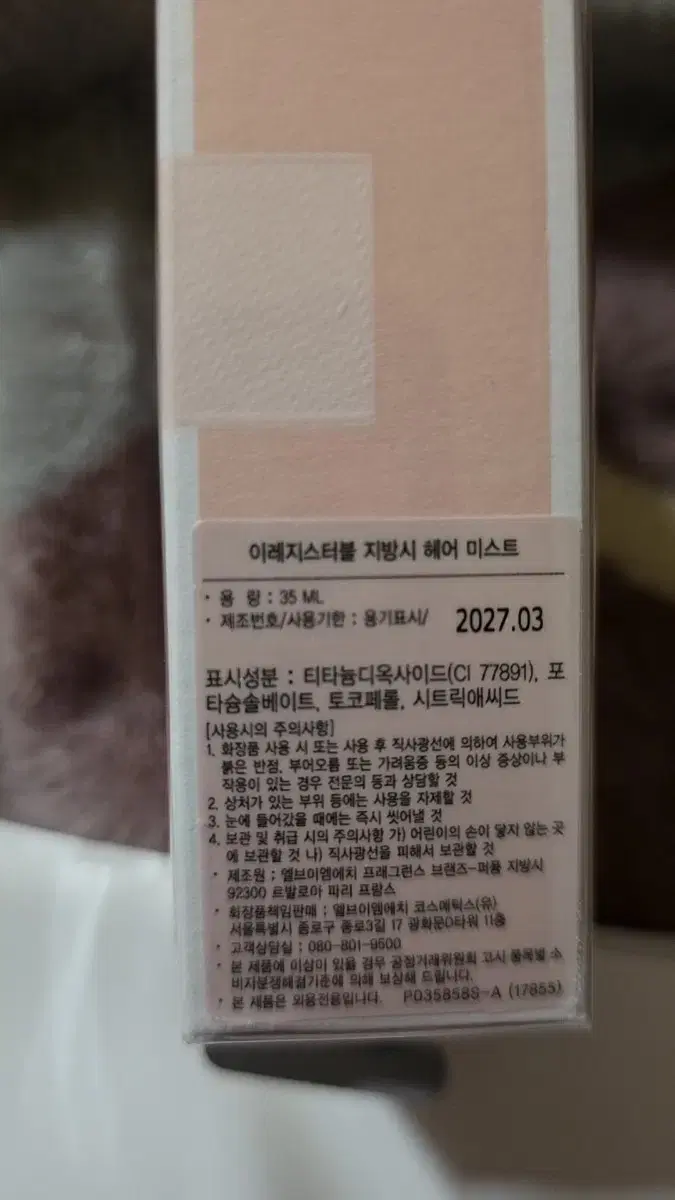 이레지스터블 지방시 헤어 미스트
· 용 량 : 35 ML
· 제조번호/사용기한 : 용기표시/ 2027.03
표시성분 : 티타늄디옥사이드(CI 77891), 포
타슘솔베이트, 토코페롤, 시트릭애씨드
[사용시의 주의사항]
1. 화장품 사용 시 또는 사용 후 직사광선에 의하여 사용부위가
붉은 반점, 부어오름 또는 가려움증 등의 이상 증상이나 부
작용이 있는 경우 전문의 등과 상담할 것
2. 상처가 있는 부위 등에는 사용을 자제할 것
3. 눈에 들어갔을 때에는 즉시 씻어낼 것
4. 보관 및 취급 시의 주의사항 가) 어린이의 손이 닿지 않는 곳
에 보관할 것 나) 직사광선을 피해서 보관할 것
· 제조원 : 엘브이엠에치 프래그런스 브랜즈-퍼퓸 지방시
92300 르발로아 파리 프랑스
· 화장품책임판매 : 엘브이엠에치 코스메틱스(유)
서울특별시 종로구 종로3길 17 광화문D타워 11층
· 고객상담실 : 080-801-9500
· 본 제품에 이상이 있을 경우 공정거래위원회 고시 품목별 소
비자분쟁해결기준에 의해 보상해 드립니다.
· 본 제품은 외용전용입니다. PD35858S-A (17855)